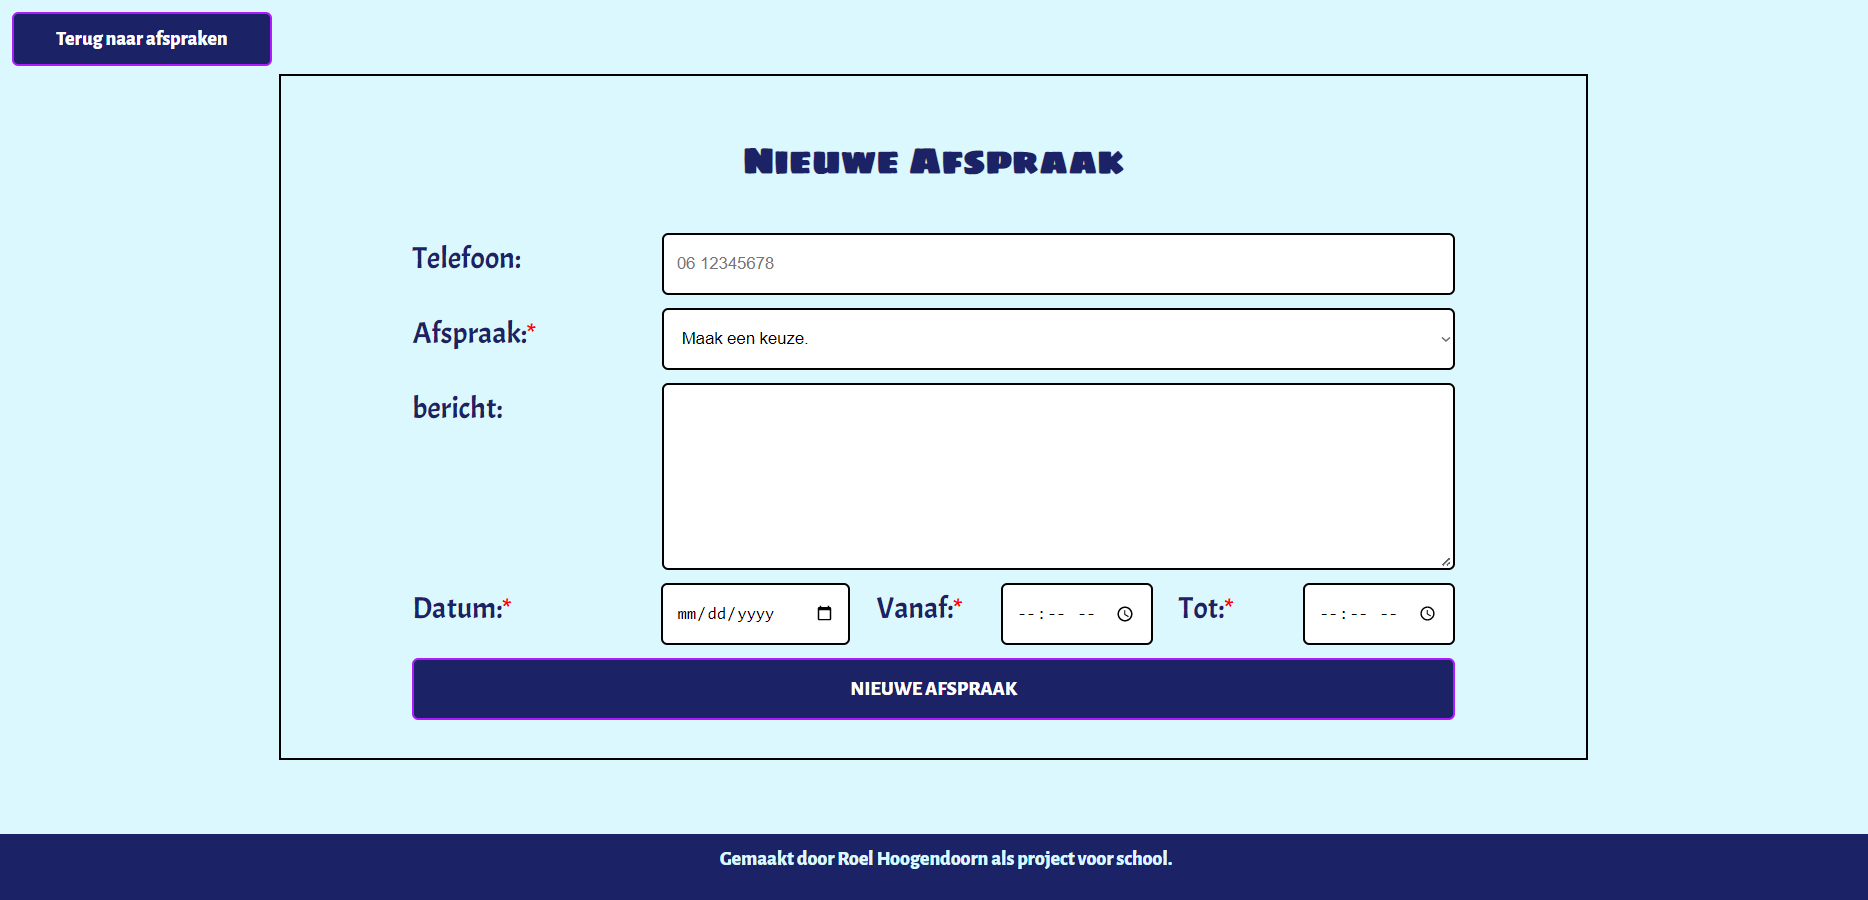 Terug naar afspraken
Nieuwe Afspraak
Telefoon: 06 12345678
Afspraak:* Maak een keuze.
bericht:
Datum:* mm/dd/yyyy Vanaf:* --:-- -- Tot:* --:-- --
NIEUWE AFSPRAAK
Gemaakt door Roel Hoogendoorn als project voor school.